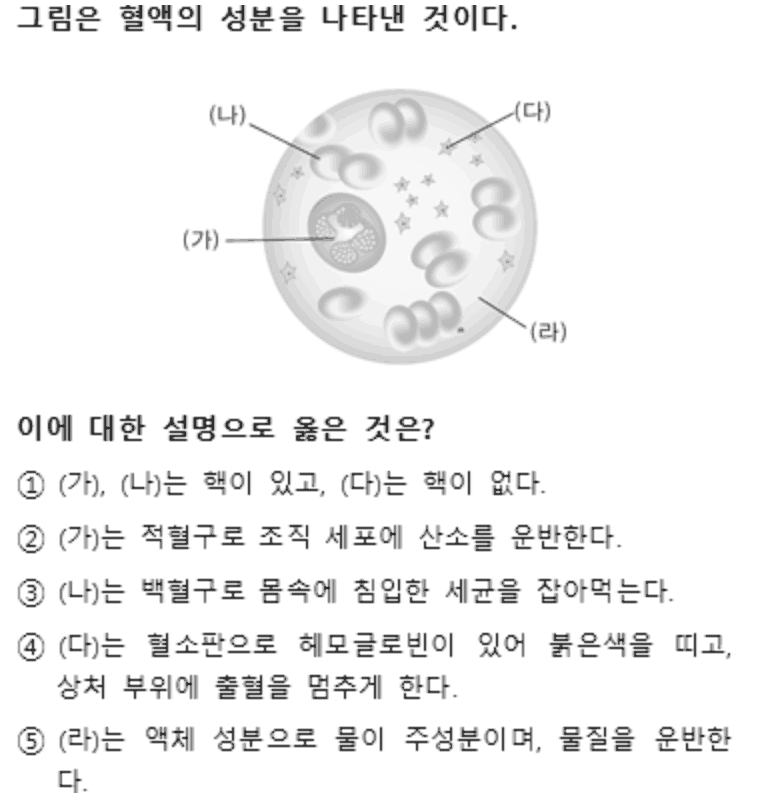 그림은 혈액의 성분을 나타낸 것이다.
(나)
(다)
(가)
(라)
이에 대한 설명으로 옳은 것은?
① (가), (나)는 핵이 있고, (다)는 핵이 없다.
② (가)는 적혈구로 조직 세포에 산소를 운반한다.
③ (나)는 백혈구로 몸속에 침입한 세균을 잡아먹는다.
④ (다)는 혈소판으로 헤모글로빈이 있어 붉은색을 띠고,
상처 부위에 출혈을 멈추게 한다.
⑤ (라)는 액체 성분으로 물이 주성분이며, 물질을 운반한
다.